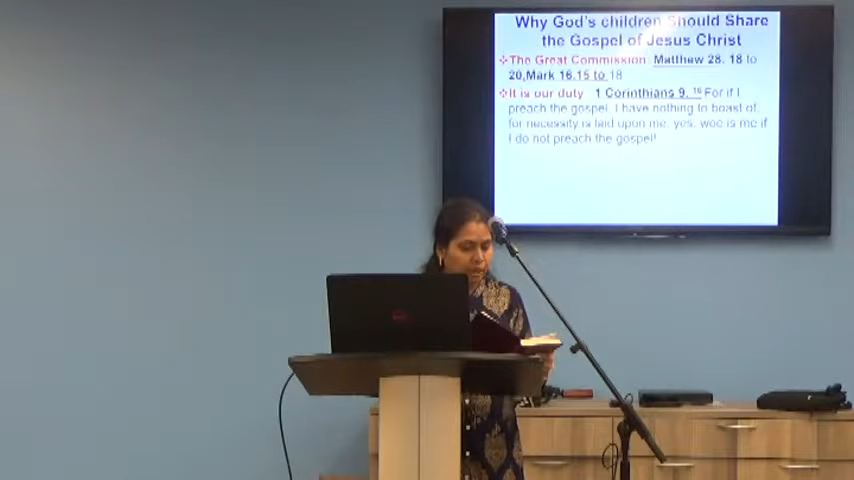 Why God's children Should Share
the Gospel of Jesus Christ
❖The Great Commission Matthew 28. 18 to
20,Mark 16.15 to 18
❖It is our duty 1 Corinthians 9. 16 For if I
preach the gospel, I have nothing to boast of,
for necessity is laid upon me; yes, woe is me if
I do not preach the gospel!